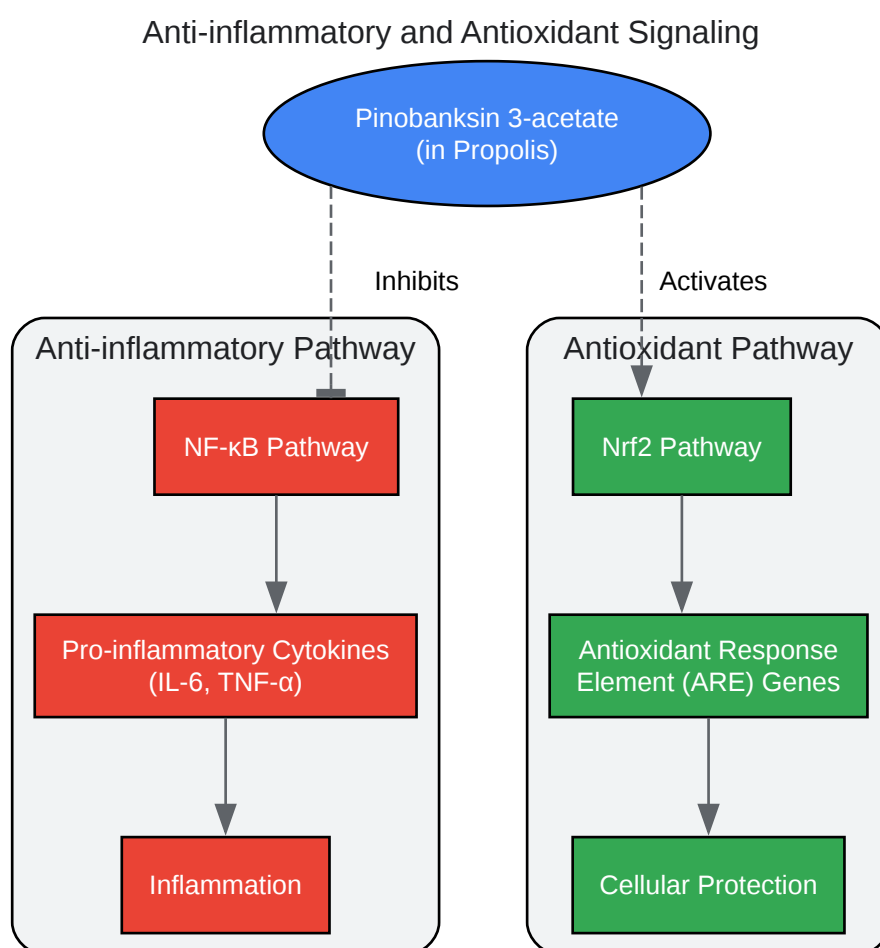 Anti-inflammatory and Antioxidant Signaling
Pinobanksin 3-acetate
(in Propolis)
Inhibits
Activates
Anti-inflammatory Pathway
NF-κB Pathway
Pro-inflammatory Cytokines
(IL-6, TNF-α)
Inflammation
Antioxidant Pathway
Nrf2 Pathway
Antioxidant Response
Element (ARE) Genes
Cellular Protection